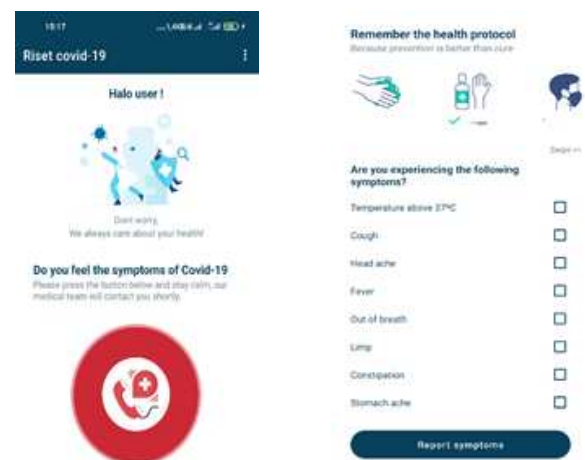 10:17
Riset covid-19
Halo user !
Dont worry,
We always care about your health!
Do you feel the symptoms of Covid-19
Please press the button below and stay calm, our
medical team will contact you shortly.
Remember the health protocol
Because prevention is better than cure
Swipe >>
Are you experiencing the following
symptoms?
Temperature above 37°C
Cough
Head ache
Fever
Out of breath
Limp
Constipation
Stomach ache
Report symptoms